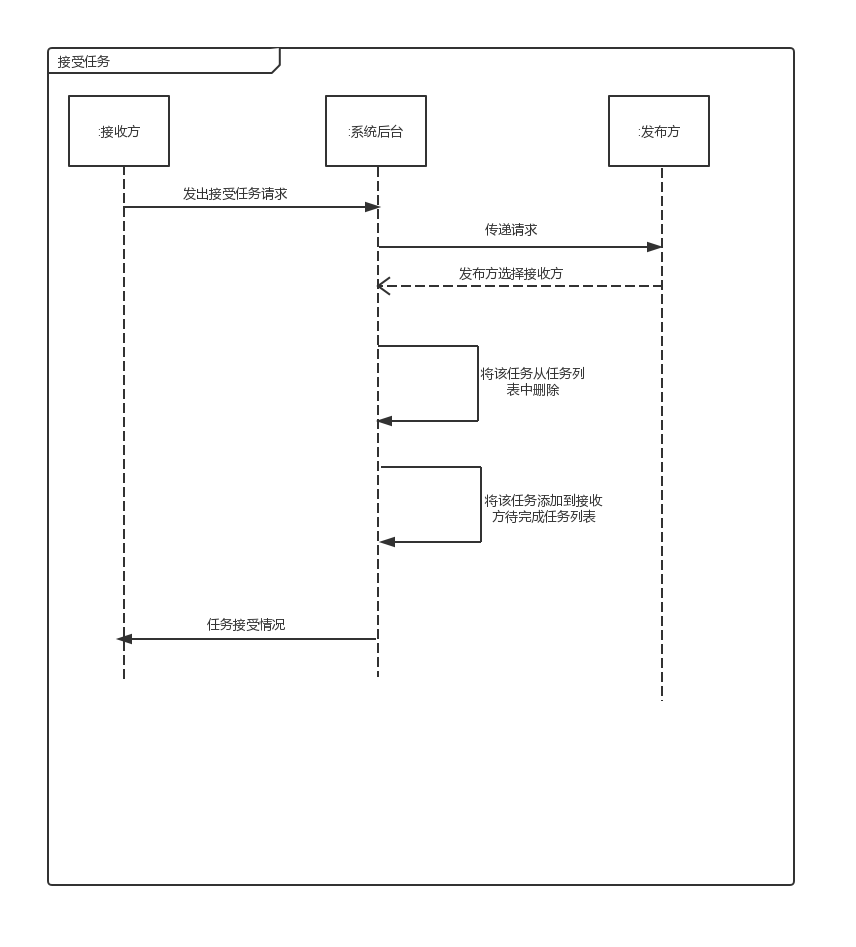 接受任务
:接收方
:系统后台
:发布方
发出接受任务请求
传递请求
发布方选择接收方
将该任务从任务列
表中删除
将该任务添加到接收
方待完成任务列表
任务接受情况